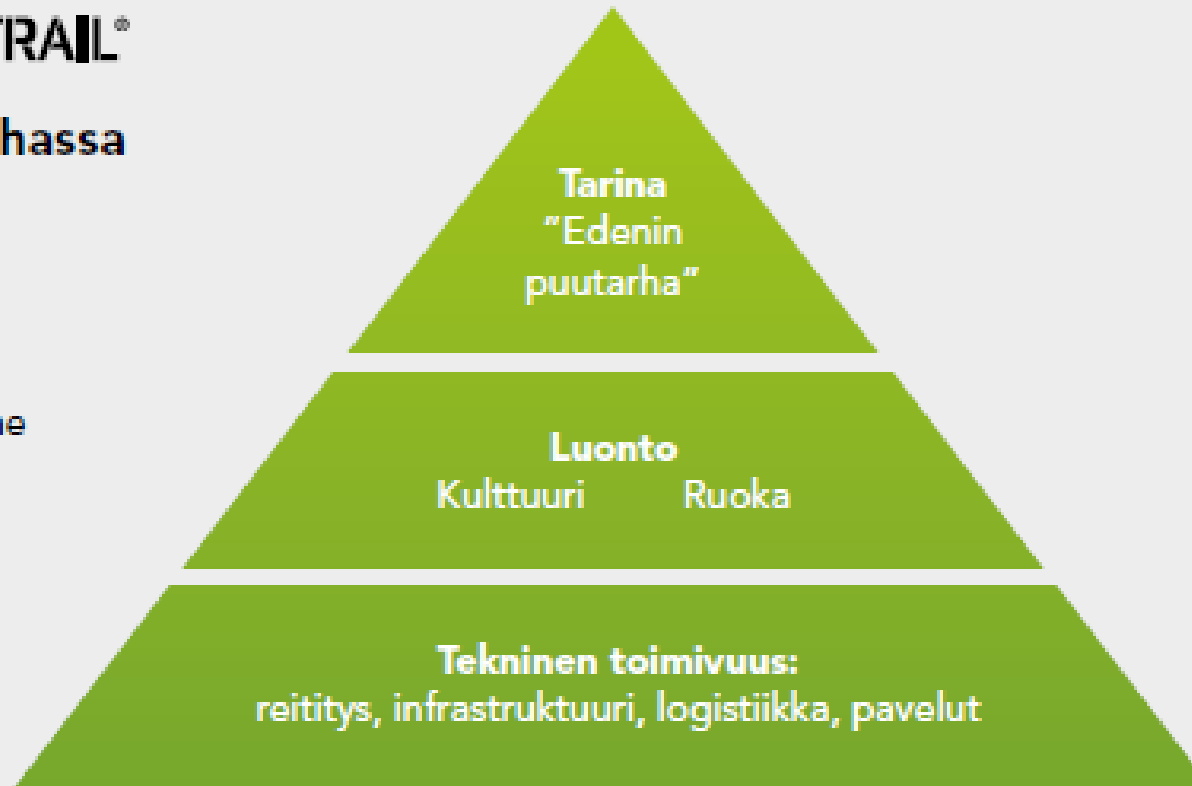 TRAIL®
hassa
Tarina
"Edenin
puutarha"
Luonto
Kulttuuri Ruoka
Tekninen toimivuus:
reititys, infrastruktuuri, logistiikka, pavelut